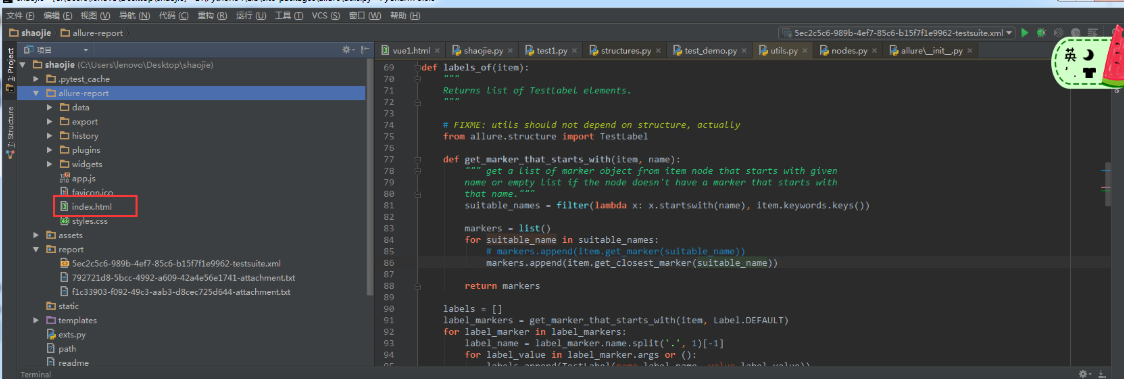 文件(F) 编辑(E) 视图(V) 导航(N) 代码(C) 重构(R) 运行(U) 工具(T) VCS(S) 窗口(W) 帮助(H)
shaojie allure-report
5ec2c5c6-989b-4ef7-85c6-b15f7f1e9962-testsuite.xml
1: Project
项目
vue1.html × shaojie.py × test1.py × structures.py × test_demo.py × utils.py × nodes.py × allure\__init__.py ×
英
shaojie (C:\Users\lenovo\Desktop\shaojie)
.pytest_cache
allure-report
data
export
history
plugins
widgets
app.js
favicon.ico
index.html
styles.css
assets
report
5ec2c5c6-989b-4ef7-85c6-b15f7f1e9962-testsuite.xml
792721d8-5bcc-4992-a609-42a4e56e1741-attachment.txt
f1c33903-f092-49c3-aab3-d8cec725d644-attachment.txt
static
templates
exts.py
path
readme
Z: Structure
69 def labels_of(item):
70 """
71 Returns list of TestLabel elements.
72 """
73
74 # FIXME: utils should not depend on structure, actually
75 from allure.structure import TestLabel
76
77 def get_marker_that_starts_with(item, name):
78 """ get a list of marker object from item node that starts with given
79 name or empty list if the node doesn't have a marker that starts with
80 that name."""
81 suitable_names = filter(lambda x: x.startswith(name), item.keywords.keys())
82
83 markers = list()
84 for suitable_name in suitable_names:
85 # markers.append(item.get_marker(suitable_name))
86 markers.append(item.get_closest_marker(suitable_name))
87
88 return markers
89
90 labels = []
91 label_markers = get_marker_that_starts_with(item, Label.DEFAULT)
92 for label_marker in label_markers:
93 label_name = label_marker.name.split('.', 1)[-1]
94 for label_value in label_marker.args or ():
Terminal